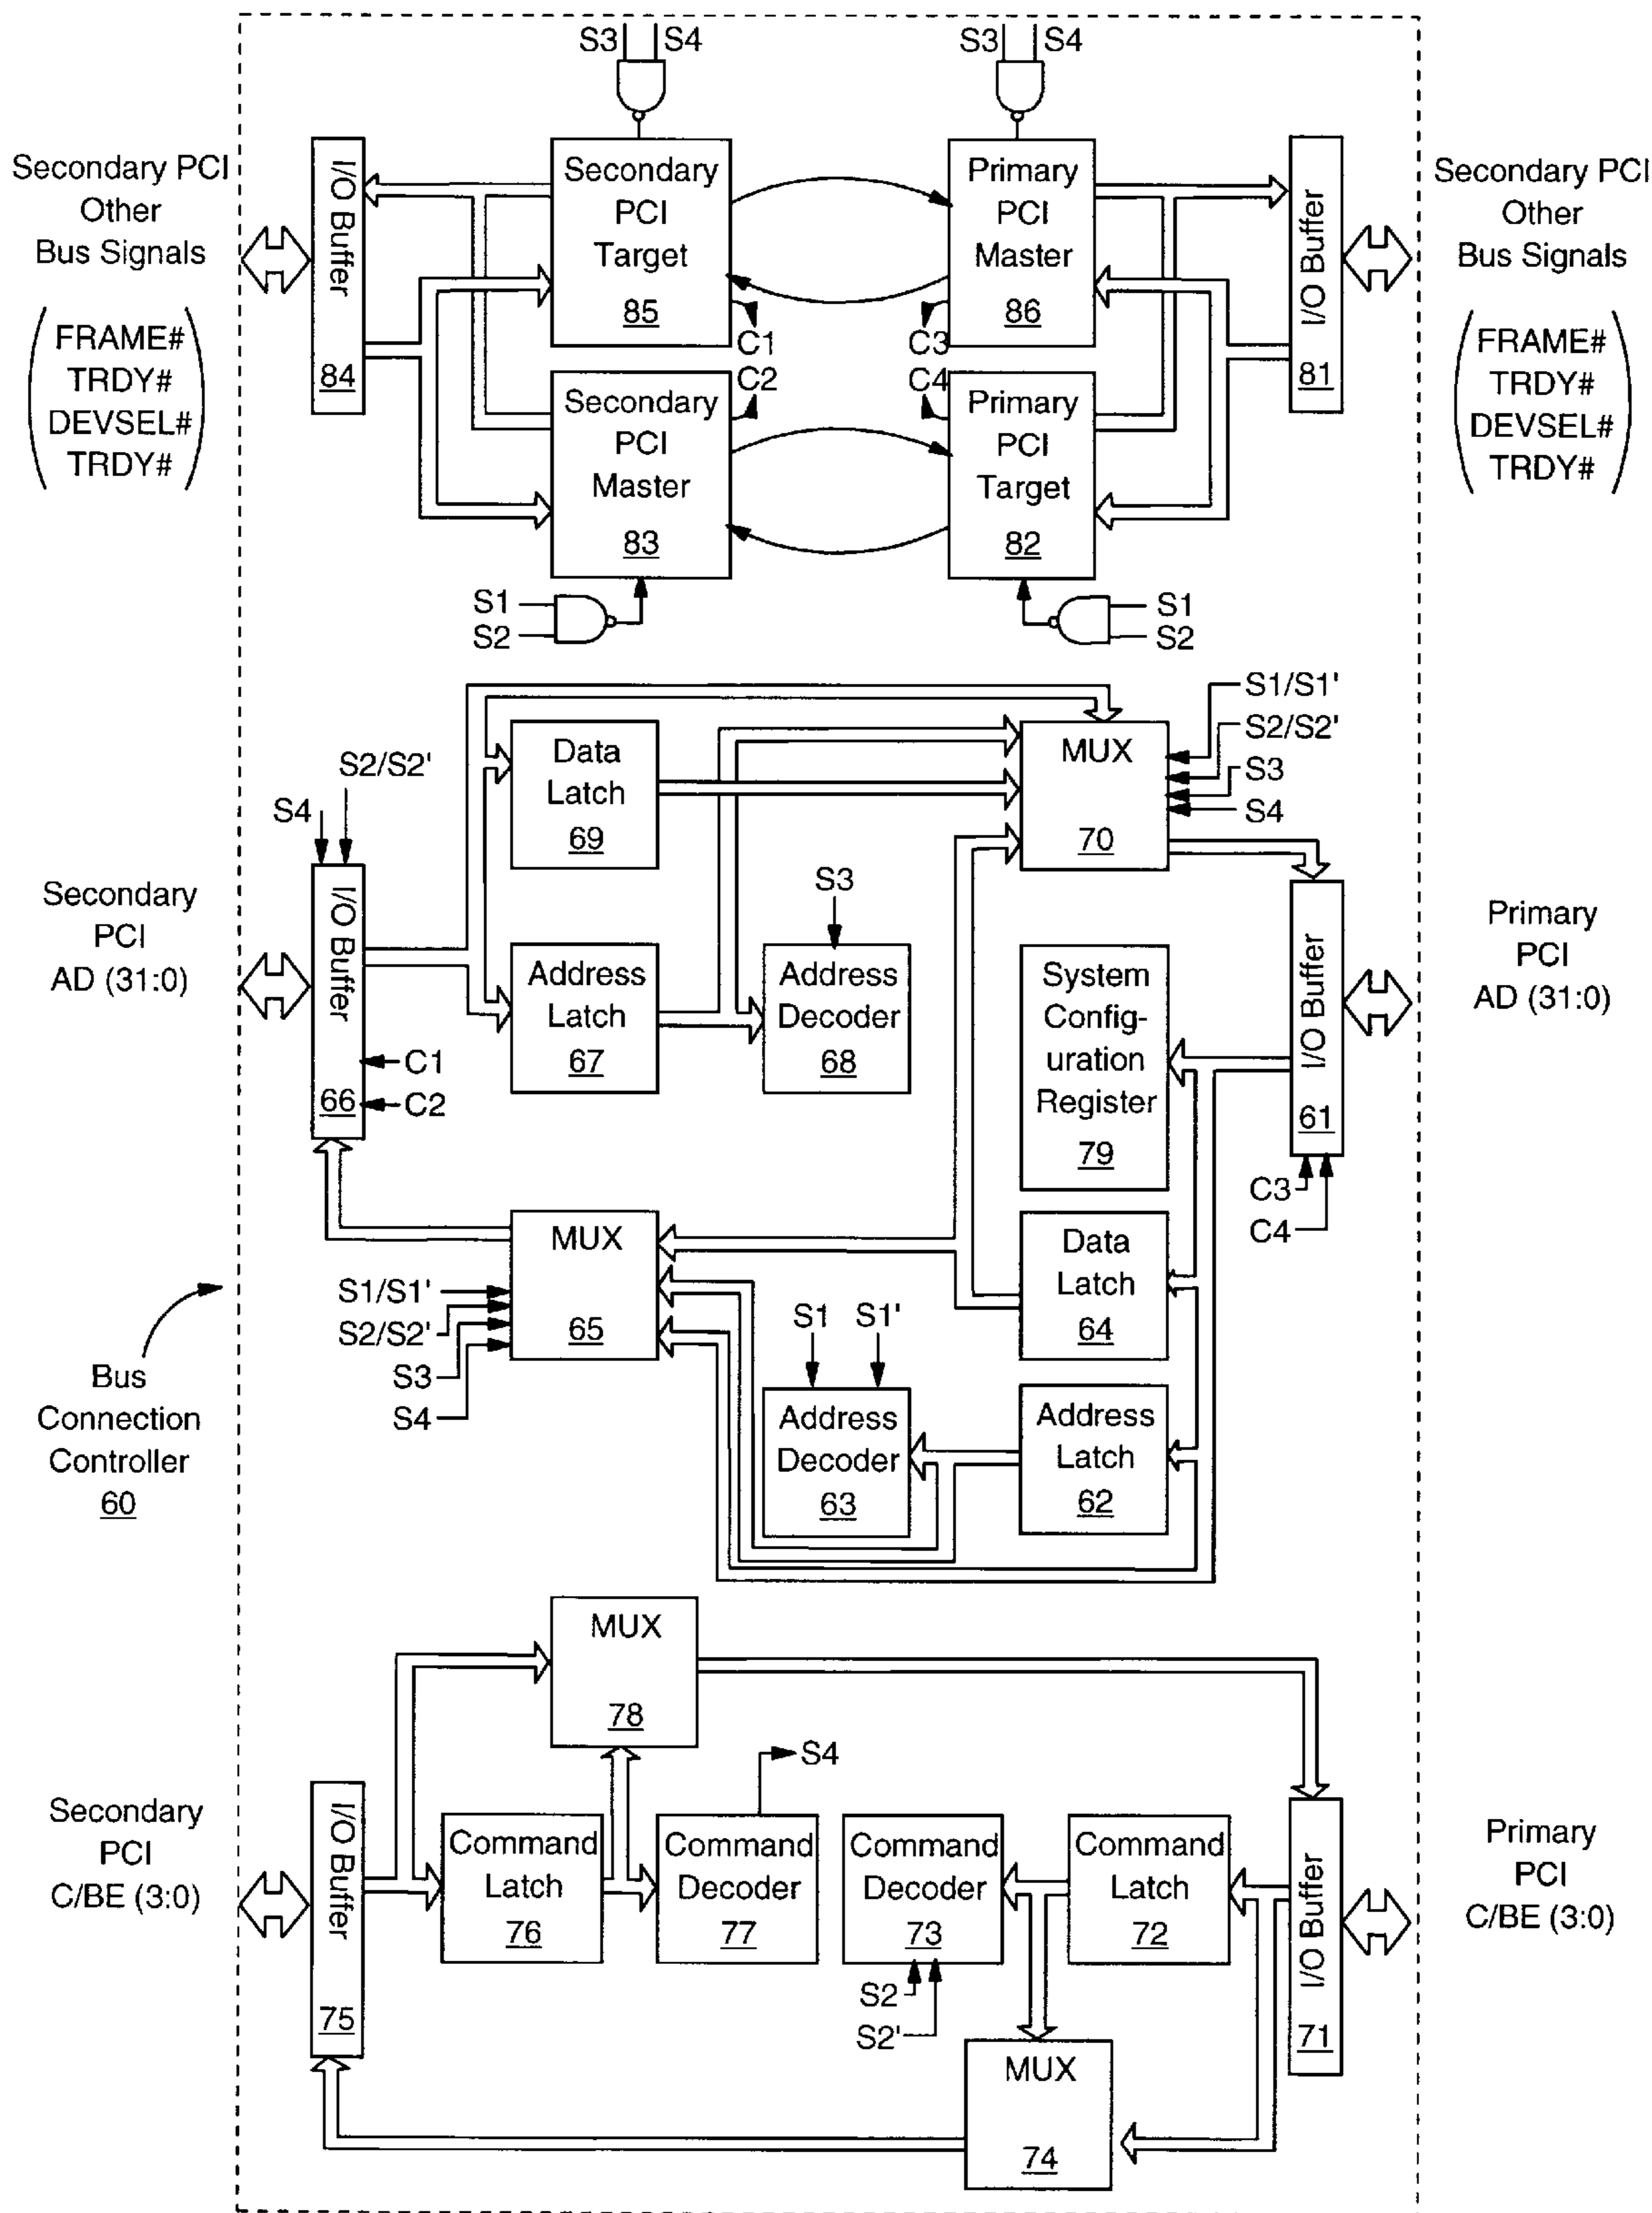 S3 S4
S3 S4
Secondary PCI
Other
Bus Signals
FRAME#
TRDY#
DEVSEL#
TRDY#
I/O Buffer
84
Secondary
PCI
Target
85
C1
C2
Secondary
PCI
Master
83
Primary
PCI
Master
86
C3
C4
Primary
PCI
Target
82
I/O Buffer
81
Secondary PCI
Other
Bus Signals
FRAME#
TRDY#
DEVSEL#
TRDY#
S1
S2
S1
S2
S4
S2/S2'
Secondary
PCI
AD (31:0)
I/O Buffer
66
C1
C2
Data
Latch
69
Address
Latch
67
S3
Address
Decoder
68
MUX
70
S1/S1'
S2/S2'
S3
S4
System
Config-
uration
Register
79
I/O Buffer
61
C3
C4
Primary
PCI
AD (31:0)
MUX
65
S1/S1'
S2/S2'
S3
S4
Data
Latch
64
S1 S1'
Address
Decoder
63
Address
Latch
62
Bus
Connection
Controller
60
MUX
78
S4
Secondary
PCI
C/BE (3:0)
I/O Buffer
75
Command
Latch
76
Command
Decoder
77
Command
Decoder
73
S2
S2'
Command
Latch
72
I/O Buffer
71
Primary
PCI
C/BE (3:0)
MUX
74